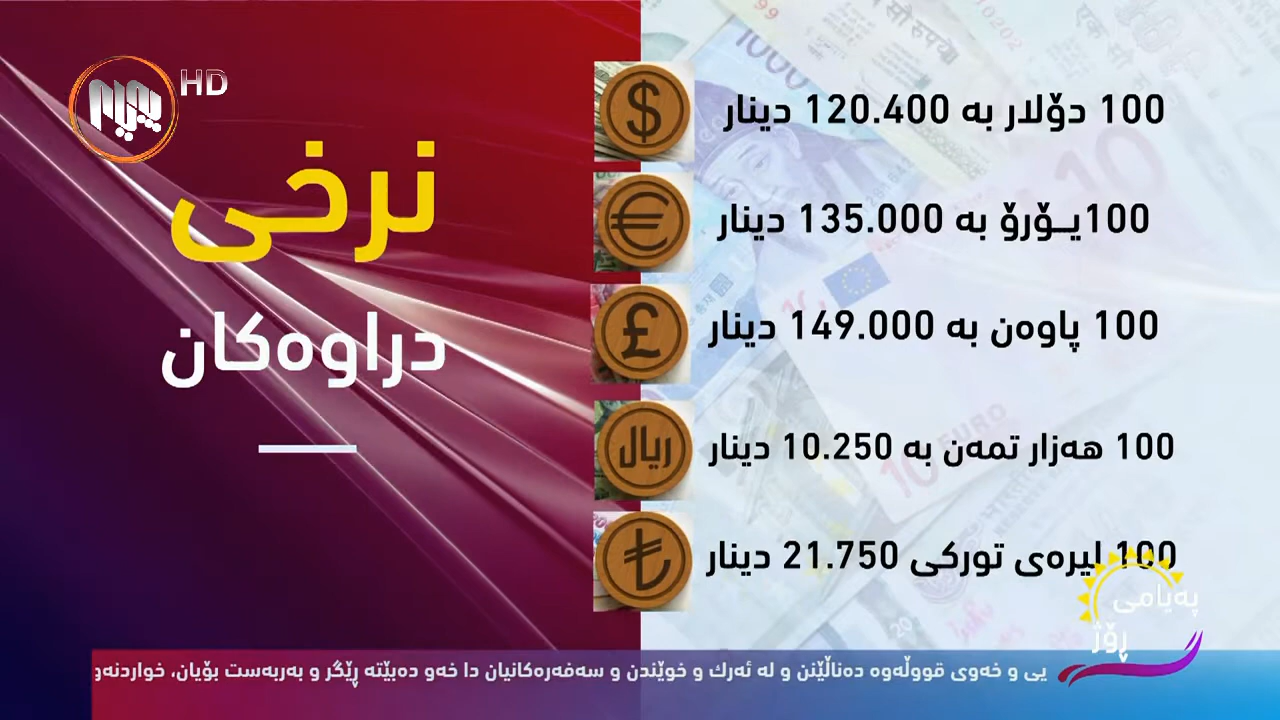 پەیام HD
نرخی
دراوەکان
100 دۆلار بە 120.400 دینار
100یـۆرۆ بە 135.000 دینار
100 پاوەن بە 149.000 دینار
ریال
100 هەزار تمەن بە 10.250 دینار
100 لیرەی تورکی 21.750 دینار
پەیامی
ڕۆژ
یی و خەوی قووڵەوە دەناڵێنن و لە ئەرك و خوێندن و سەفەرەکانیان دا خەو دەبێتە ڕێگر و بەربەست بۆیان، خواردنەو